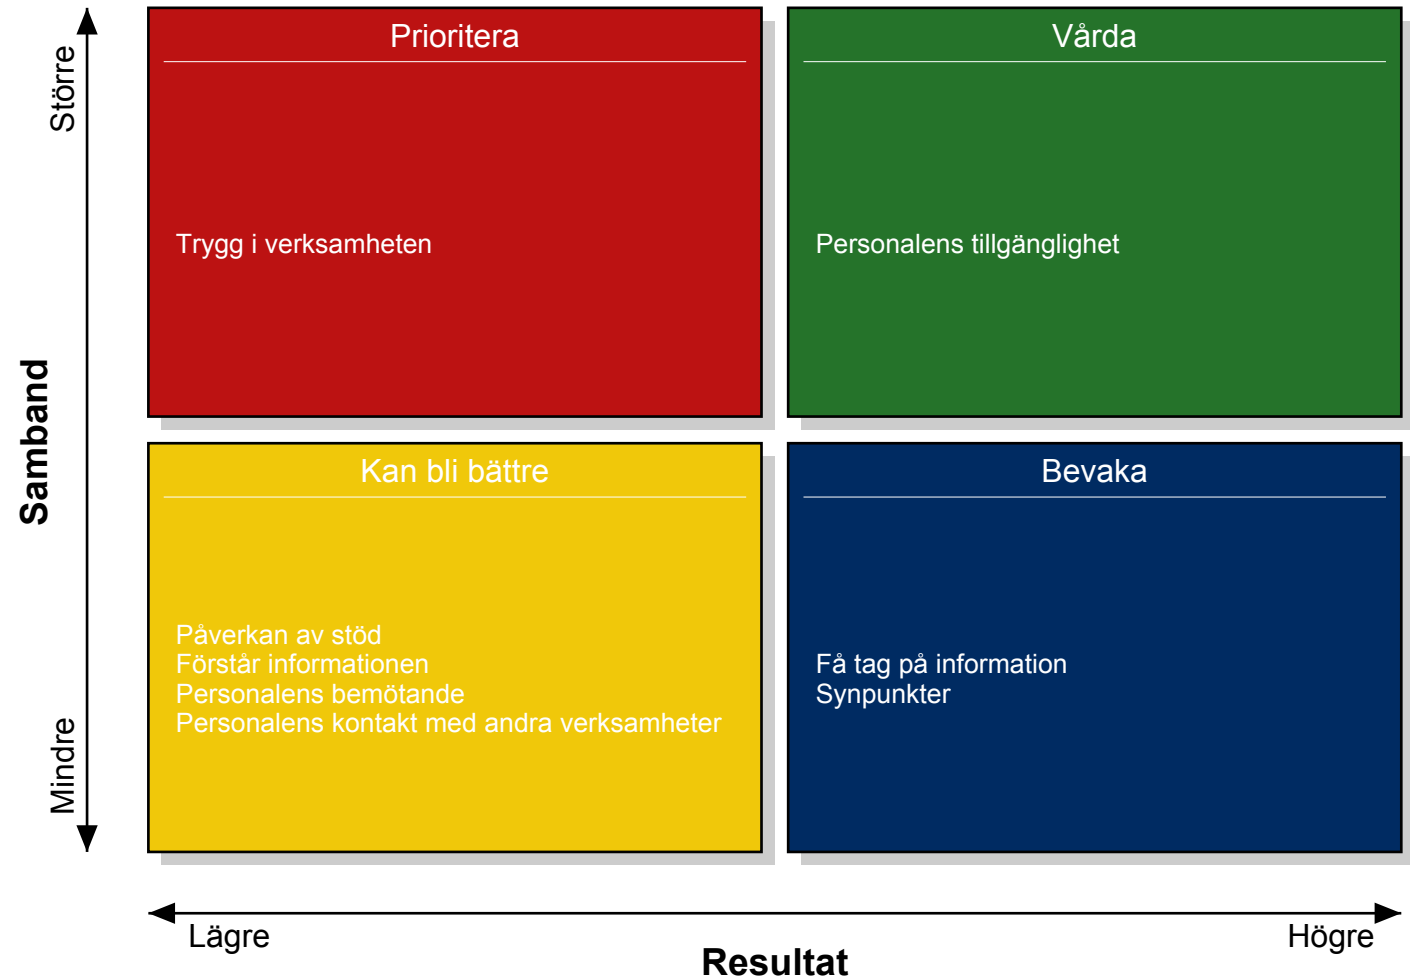 Större
Prioritera
Vårda
Trygg i verksamheten
Personalens tillgänglighet
Samband
Kan bli bättre
Bevaka
Påverkan av stöd
Förstår informationen
Personalens bemötande
Personalens kontakt med andra verksamheter
Få tag på information
Synpunkter
Mindre
Lägre
Högre
Resultat